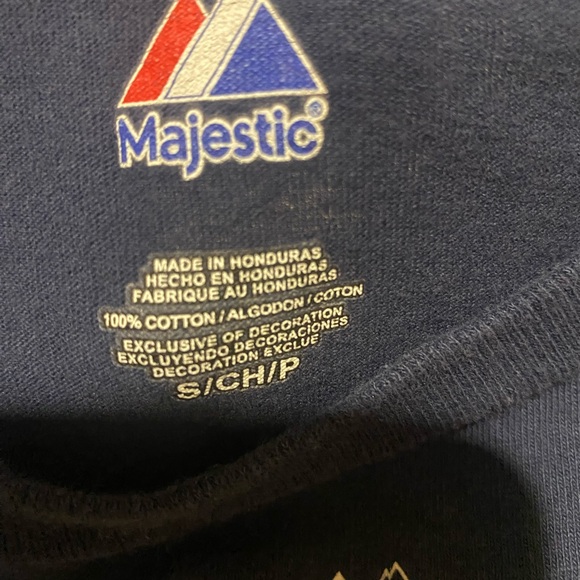 Majestic®
MADE IN HONDURAS
HECHO EN HONDURAS
FABRIQUE AU HONDURAS
100% COTTON / ALGODON / COTON
EXCLUSIVE OF DECORATION
EXCLUYENDO DECORACIONES
DECORATION EXCLUE
S/CH/P